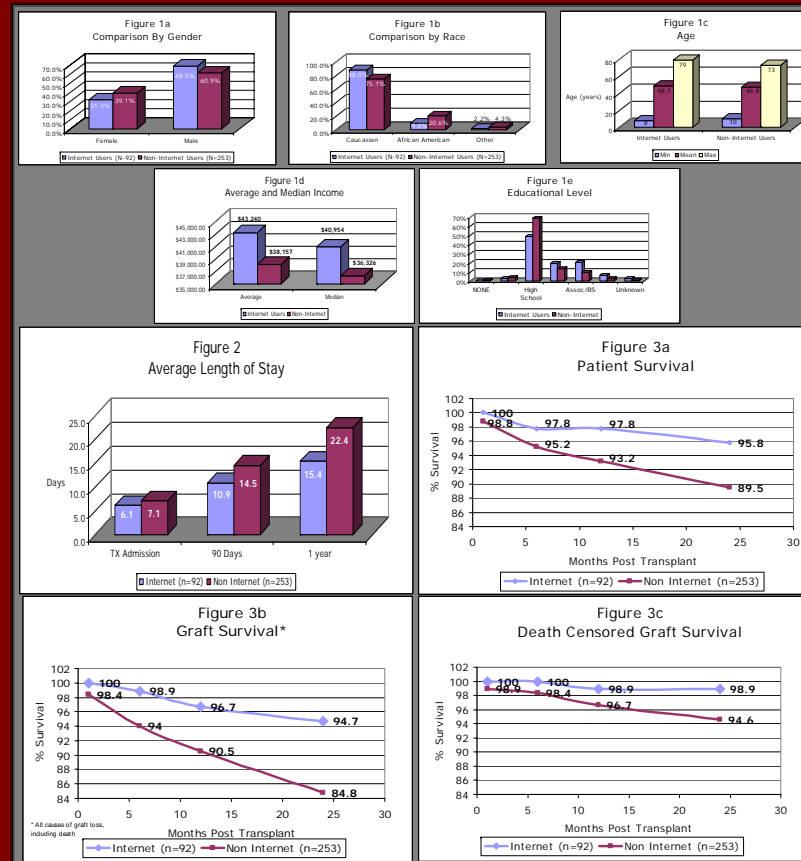 Figure 1a
Comparison By Gender
70.0%
60.0%
50.0%
40.0%
30.0%
20.0%
10.0%
0.0%
31.5%
39.1%
68.5%
60.9%
Female
Male
Internet Users (N-92)
Non-Internet Users (N=253)
Figure 1b
Comparison by Race
100.0%
80.0%
60.0%
40.0%
20.0%
0.0%
88.0%
75.1%
9.8%
20.6%
2.2%
4.3%
Caucasian
African American
Other
Internet Users (N-92)
Non-Internet Users (N=253)
Figure 1c
Age
Age (years)
80
60
40
20
0
8
48.7
79
10
46.8
73
Internet Users
Non-Internet Users
Min
Mean
Max
Figure 1d
Average and Median Income
$45,000.00
$43,000.00
$41,000.00
$39,000.00
$37,000.00
$35,000.00
$43,240
$38,157
$40,954
$36,326
Average
Median
Internet Users
Non-Internet
Figure 1e
Educational Level
70%
60%
50%
40%
30%
20%
10%
0%
NONE
High
School
Assoc/BS
Unknown
Internet Users
Non-Internet
Figure 2
Average Length of Stay
Days
25.0
20.0
15.0
10.0
5.0
0.0
6.1
7.1
10.9
14.5
15.4
22.4
TX Admission
90 Days
1 year
Internet (n=92)
Non Internet (n=253)
Figure 3a
Patient Survival
% Survival
102
100
98
96
94
92
90
88
86
84
100
98.8
97.8
97.8
95.8
95.2
93.2
89.5
0
5
10
15
20
25
30
Months Post Transplant
Internet (n=92)
Non Internet (n=253)
Figure 3b
Graft Survival*
% Survival
102
100
98
96
94
92
90
88
86
84
100
98.4
98.9
96.7
94.7
94
90.5
84.8
0
5
10
15
20
25
30
* All causes of graft loss,
including death
Months Post Transplant
Internet (n=92)
Non Internet (n=253)
Figure 3c
Death Censored Graft Survival
% Survival
102
100
98
96
94
92
90
88
86
84
100
98.9
100
98.4
98.9
96.7
98.9
94.6
0
5
10
15
20
25
30
Months Post Transplant
Internet (n=92)
Non Internet (n=253)